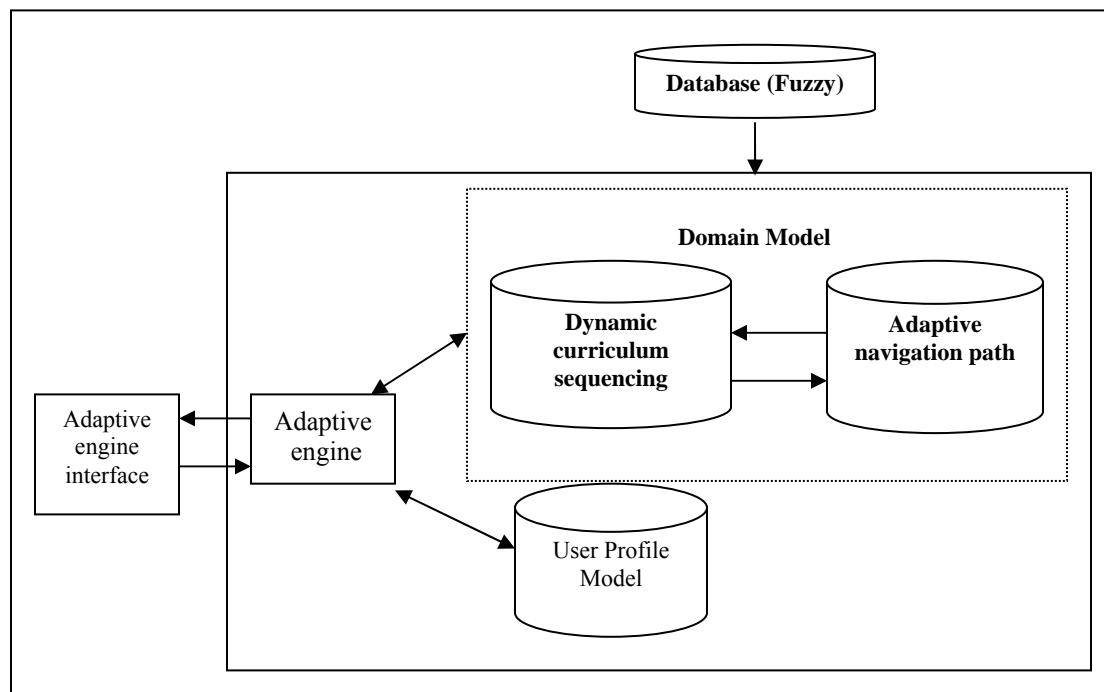 Database (Fuzzy)
Domain Model
Dynamic
curriculum
sequencing
Adaptive
navigation path
Adaptive
engine
interface
Adaptive
engine
User Profile
Model